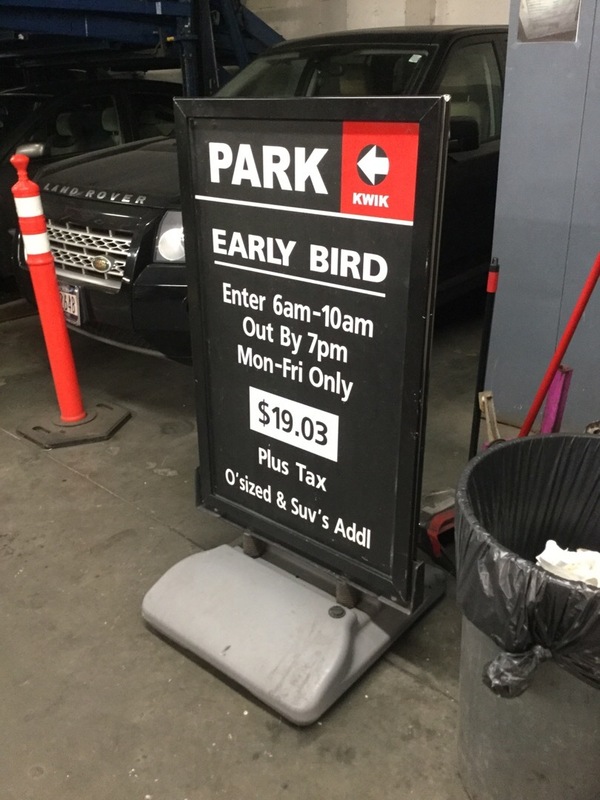 PARK
KWIK
EARLY BIRD
Enter 6am-10am
Out By 7pm
Mon-Fri Only
$19.03
Plus Tax
O'sized & Suv's Addl
LAND ROVER